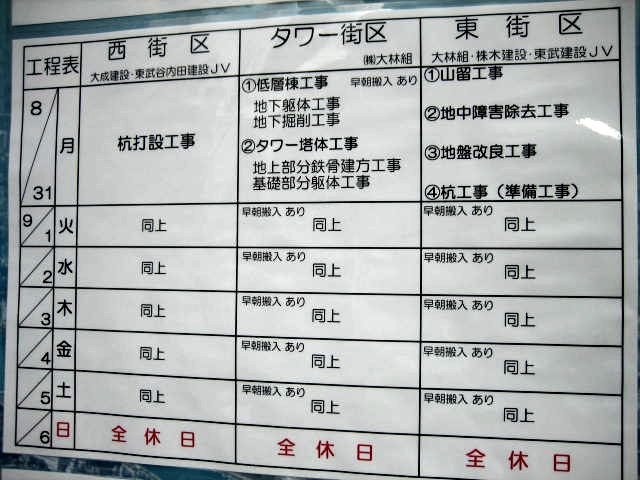 工程表 西街区 タワー街区 東街区
大成建設・東武谷内田建設JV ㈱大林組 大林組・株木建設・東武建設JV
8/31 月
杭打設工事
①低層棟工事 早朝搬入 あり
地下躯体工事
地下掘削工事
②タワー塔体工事
地上部分鉄骨建方工事
基礎部分躯体工事
①山留工事
②地中障害除去工事
③地盤改良工事
④杭工事（準備工事）
9/1 火 同上 早朝搬入 あり 同上 早朝搬入 あり 同上
2 水 同上 早朝搬入 あり 同上 早朝搬入 あり 同上
3 木 同上 早朝搬入 あり 同上 早朝搬入 あり 同上
4 金 同上 早朝搬入 あり 同上 早朝搬入 あり 同上
5 土 同上 早朝搬入 あり 同上 早朝搬入 あり 同上
6 日 全休日 全休日 全休日